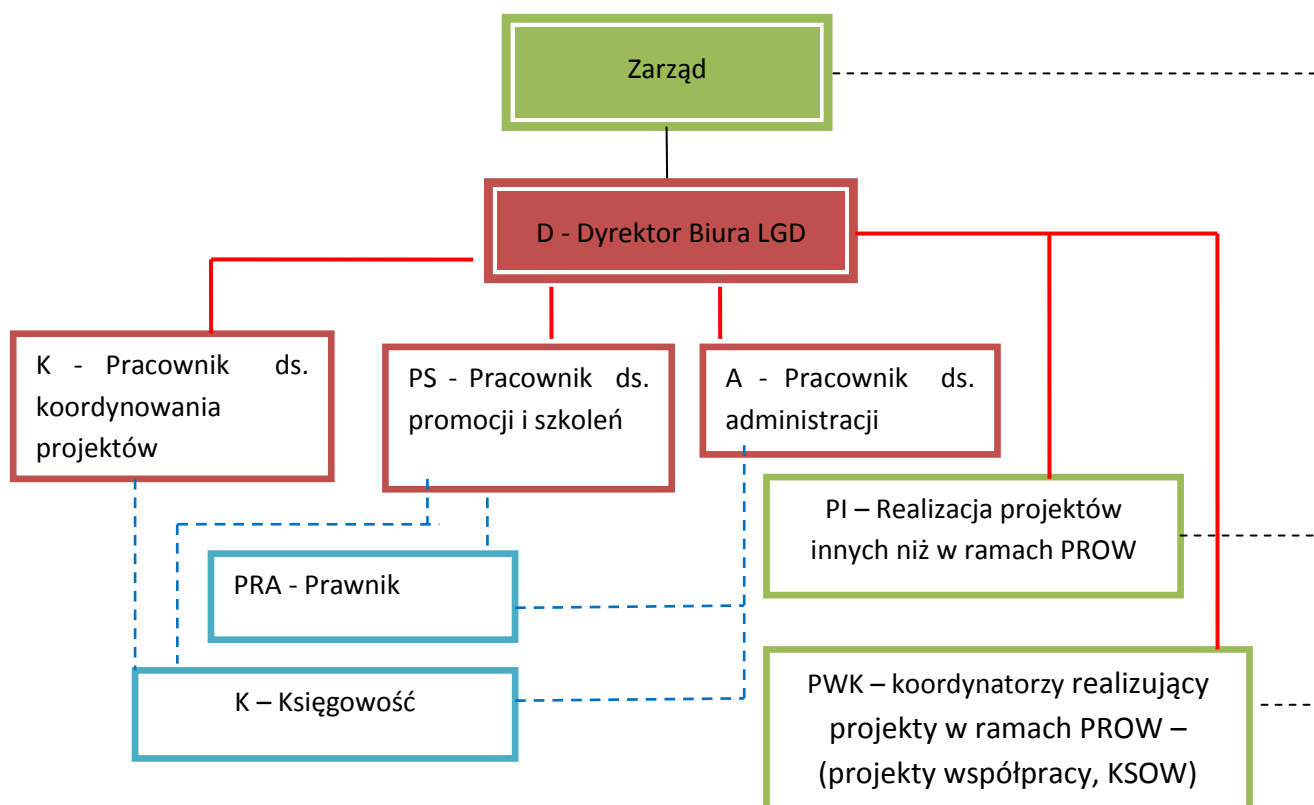 Zarząd
D - Dyrektor Biura LGD
K - Pracownik ds.
koordynowania
projektów
PS - Pracownik ds.
promocji i szkoleń
A - Pracownik ds.
administracji
PI – Realizacja projektów
innych niż w ramach PROW
PRA - Prawnik
K – Księgowość
PWK – koordynatorzy realizujący
projekty w ramach PROW –
(projekty współpracy, KSOW)